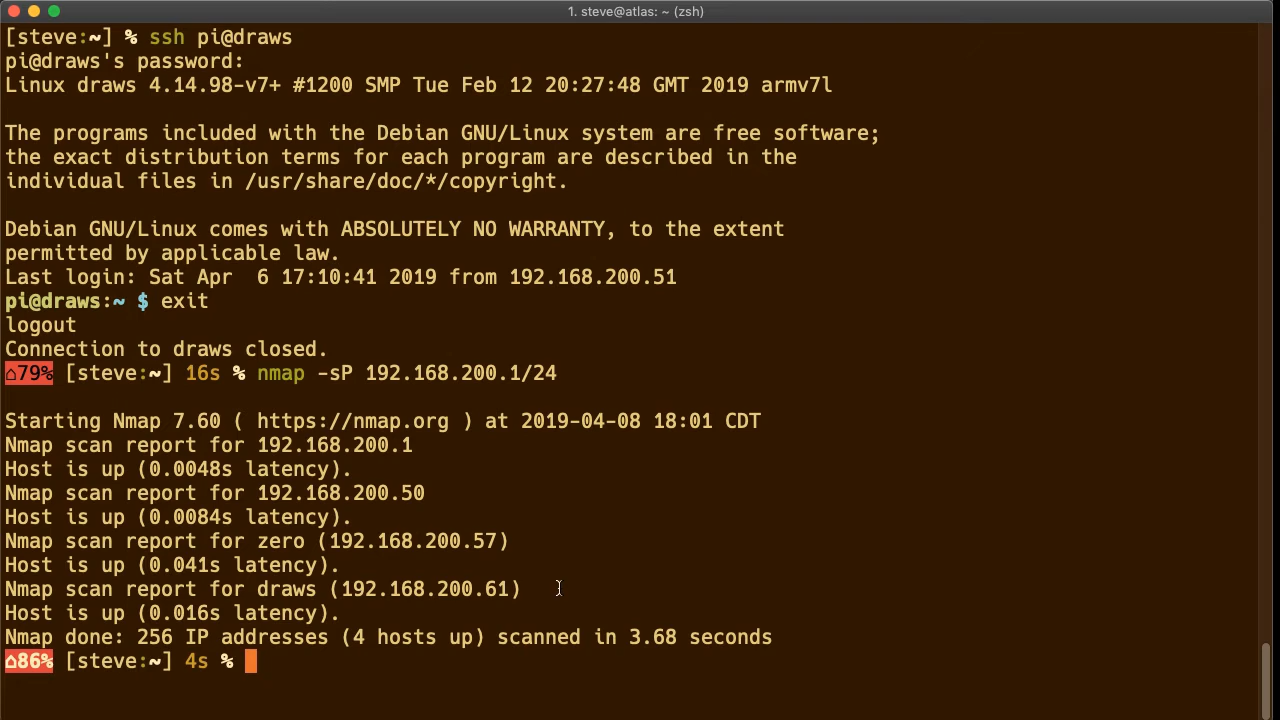 1. steve@atlas: ~ (zsh)
[steve:~] % ssh pi@draws
pi@draws's password:
Linux draws 4.14.98-v7+ #1200 SMP Tue Feb 12 20:27:48 GMT 2019 armv7l
The programs included with the Debian GNU/Linux system are free software;
the exact distribution terms for each program are described in the
individual files in /usr/share/doc/*/copyright.
Debian GNU/Linux comes with ABSOLUTELY NO WARRANTY, to the extent
permitted by applicable law.
Last login: Sat Apr  6 17:10:41 2019 from 192.168.200.51
pi@draws:~ $ exit
logout
Connection to draws closed.
⌂79% [steve:~] 16s % nmap -sP 192.168.200.1/24
Starting Nmap 7.60 ( https://nmap.org ) at 2019-04-08 18:01 CDT
Nmap scan report for 192.168.200.1
Host is up (0.0048s latency).
Nmap scan report for 192.168.200.50
Host is up (0.0084s latency).
Nmap scan report for zero (192.168.200.57)
Host is up (0.041s latency).
Nmap scan report for draws (192.168.200.61)
Host is up (0.016s latency).
Nmap done: 256 IP addresses (4 hosts up) scanned in 3.68 seconds
⌂86% [steve:~] 4s %